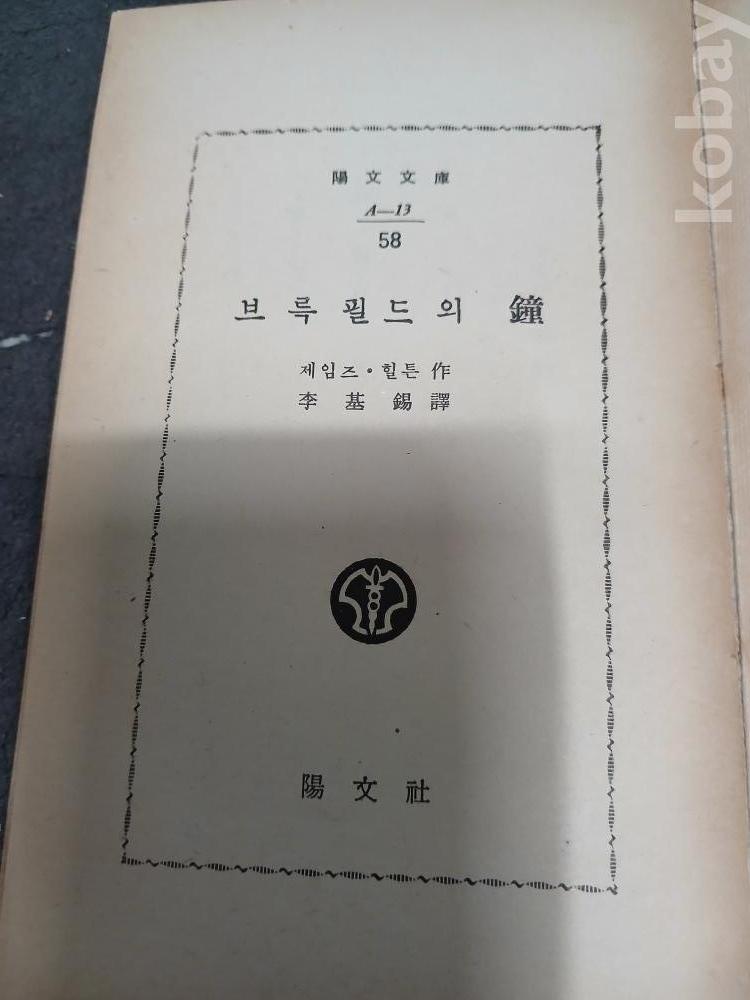 陽文文庫
A—13
58
브륵필드의 鐘
제임즈·힐튼 作
李基錫 譯
陽文社
kobay